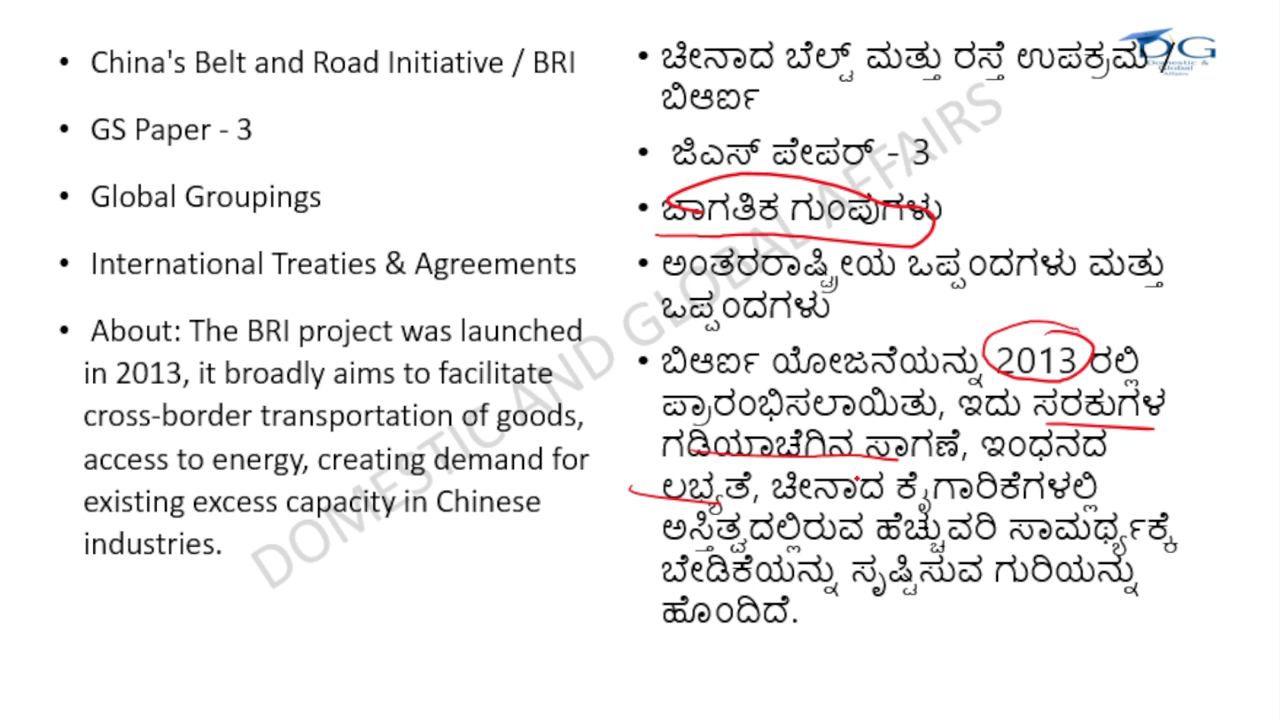 • China's Belt and Road Initiative / BRI
• GS Paper - 3
• Global Groupings
• International Treaties & Agreements
• About: The BRI project was launched
in 2013, it broadly aims to facilitate
cross-border transportation of goods,
access to energy, creating demand for
existing excess capacity in Chinese
industries.
• ಚೀನಾದ ಬೆಲ್ಟ್ ಮತ್ತು ರಸ್ತೆ ಉಪಕ್ರಮ /
ಬಿಆರ್ಐ
• ಜಿಎಸ್ ಪೇಪರ್ - 3
• ಜಾಗತಿಕ ಗುಂಪುಗಳು
• ಅಂತರರಾಷ್ಟ್ರೀಯ ಒಪ್ಪಂದಗಳು ಮತ್ತು
ಒಪ್ಪಂದಗಳು
• ಬಿಆರ್ಐ ಯೋಜನೆಯನ್ನು 2013 ರಲ್ಲಿ
ಪ್ರಾರಂಭಿಸಲಾಯಿತು, ಇದು ಸರಕುಗಳ
ಗಡಿಯಾಚೆಗಿನ ಸಾಗಣೆ, ಇಂಧನದ
ಲಭ್ಯತೆ, ಚೀನಾದ ಕೈಗಾರಿಕೆಗಳಲ್ಲಿ
ಅಸ್ತಿತ್ವದಲ್ಲಿರುವ ಹೆಚ್ಚುವರಿ ಸಾಮರ್ಥ್ಯಕ್ಕೆ
ಬೇಡಿಕೆಯನ್ನು ಸೃಷ್ಟಿಸುವ ಗುರಿಯನ್ನು
ಹೊಂದಿದೆ.
DG
Domestic &
Global
Affairs
DOMESTIC AND GLOBAL AFFAIRS